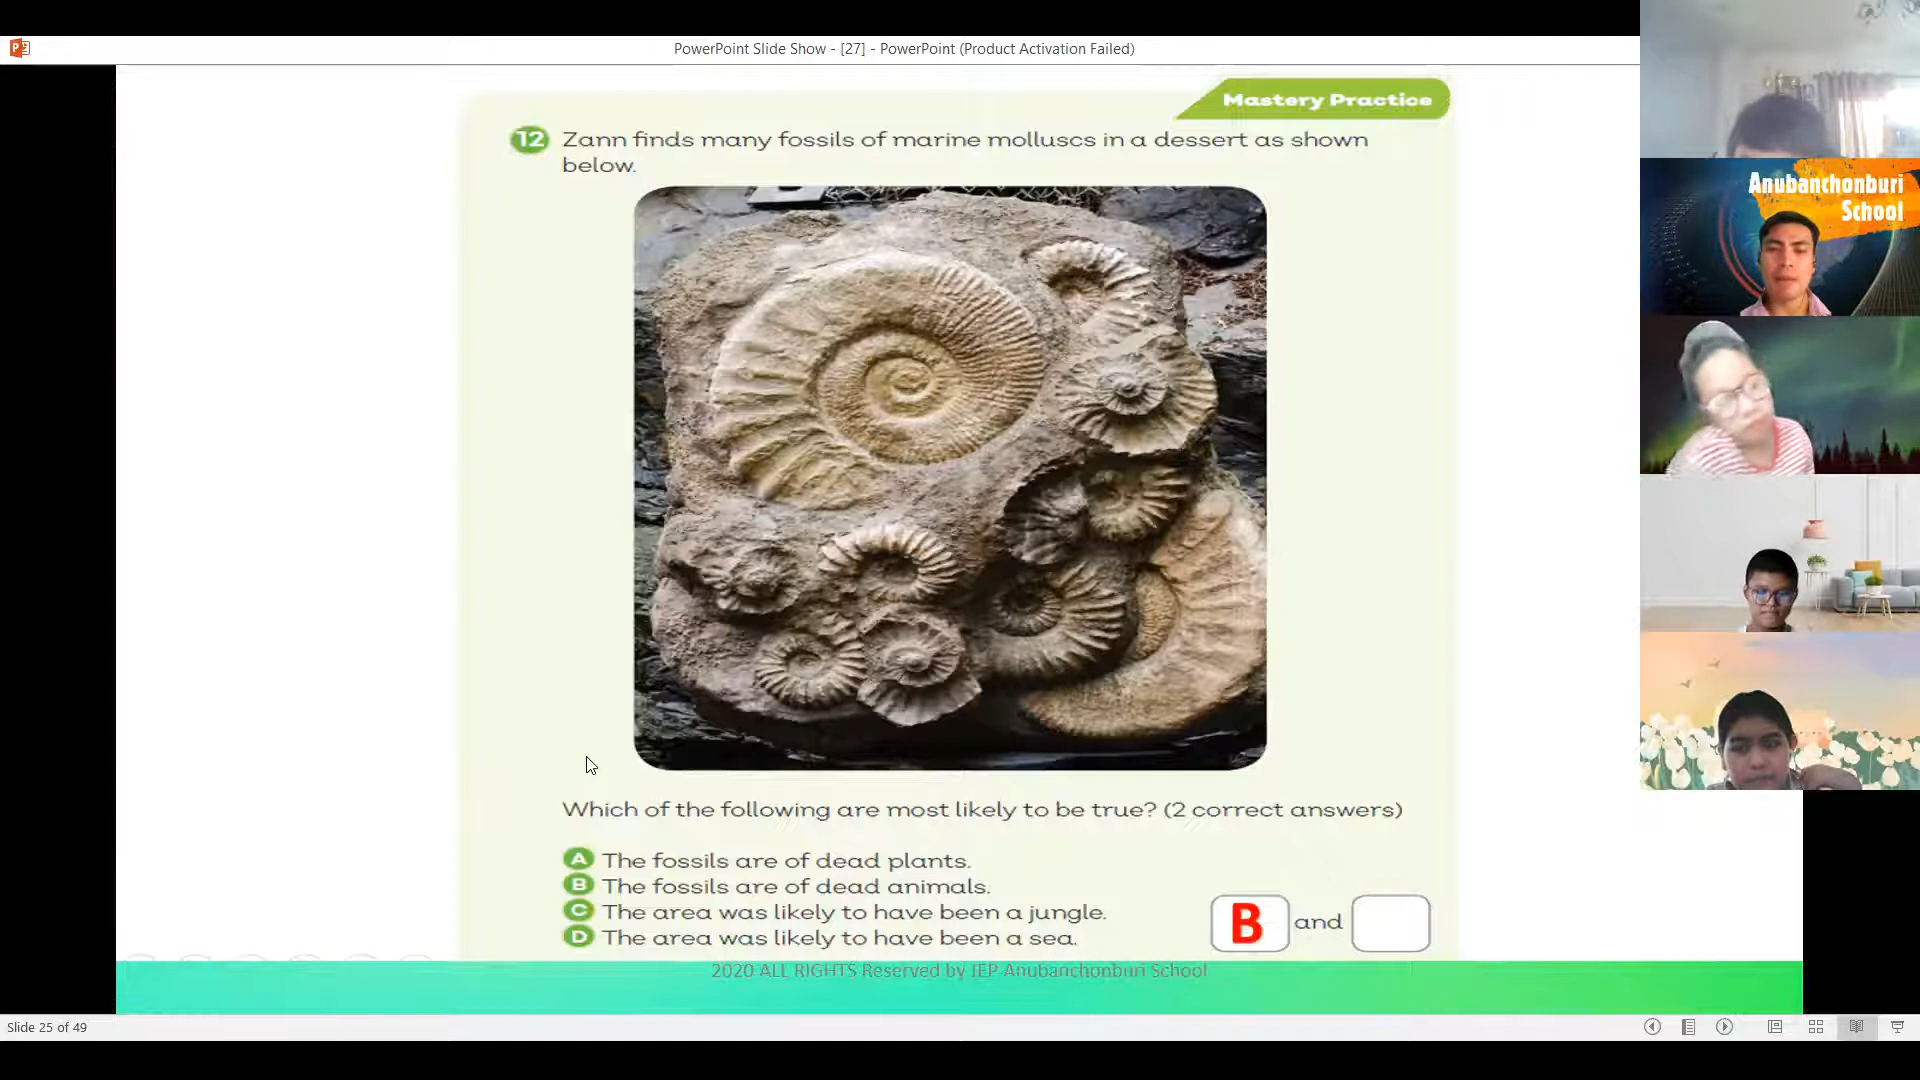 PowerPoint Slide Show - [27] - PowerPoint (Product Activation Failed)
Mastery Practice
12 Zann finds many fossils of marine molluscs in a dessert as shown
below.
Anubanchonburi
School
Which of the following are most likely to be true? (2 correct answers)
A The fossils are of dead plants.
B The fossils are of dead animals.
C The area was likely to have been a jungle.
D The area was likely to have been a sea.
B and
2020 ALL RIGHTS Reserved by IEP Anubanchonburi School
Slide 25 of 49